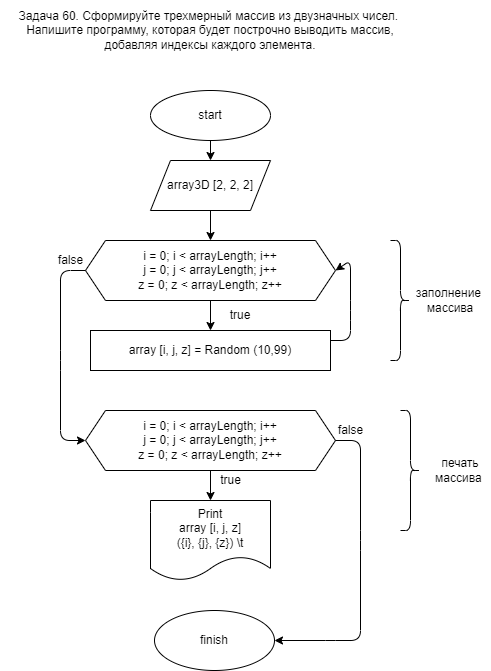 Задача 60. Сформируйте трехмерный массив из двузначных чисел.
Напишите программу, которая будет построчно выводить массив,
добавляя индексы каждого элемента.
start
array3D [2, 2, 2]
false
i = 0; i < arrayLength; i++
j = 0; j < arrayLength; j++
z = 0; z < arrayLength; z++
заполнение
массива
true
array [i, j, z] = Random (10,99)
i = 0; i < arrayLength; i++
j = 0; j < arrayLength; j++
z = 0; z < arrayLength; z++
false
печать
массива
true
Print
array [i, j, z]
({i}, {j}, {z}) \t
finish